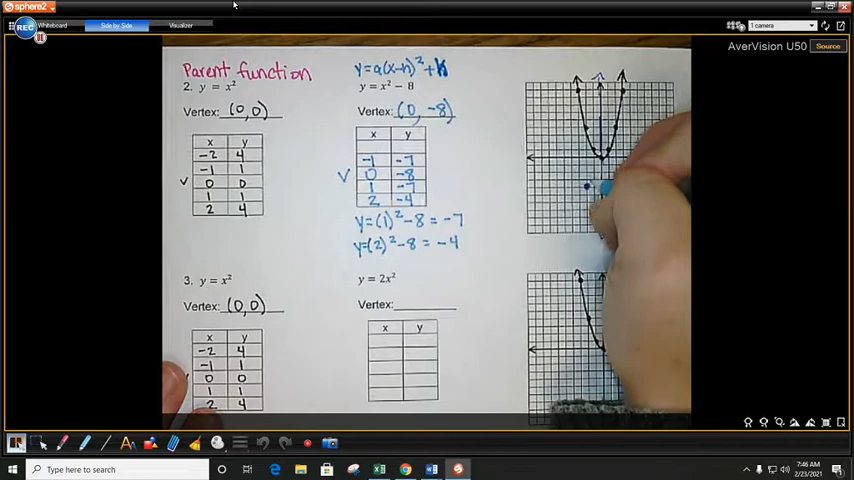 sphere2
REC
Whiteboard
Side by Side
Visualizer
1 camera
AverVision U50
Source
Parent function
2. y = x²
Vertex: (0,0)
x y
-2 4
-1 1
V 0 0
1 1
2 4
y=a(x-h)²+k
y = x² − 8
Vertex: (0, -8)
x y
-1 -7
V 0 -8
1 -7
2 -4
y=(1)²-8=-7
y=(2)²-8=-4
3. y = x²
Vertex: (0,0)
x y
-2 4
-1 1
0 0
1 1
2 4
y = 2x²
Vertex:
x y
Type here to search
7:46 AM
2/23/2021